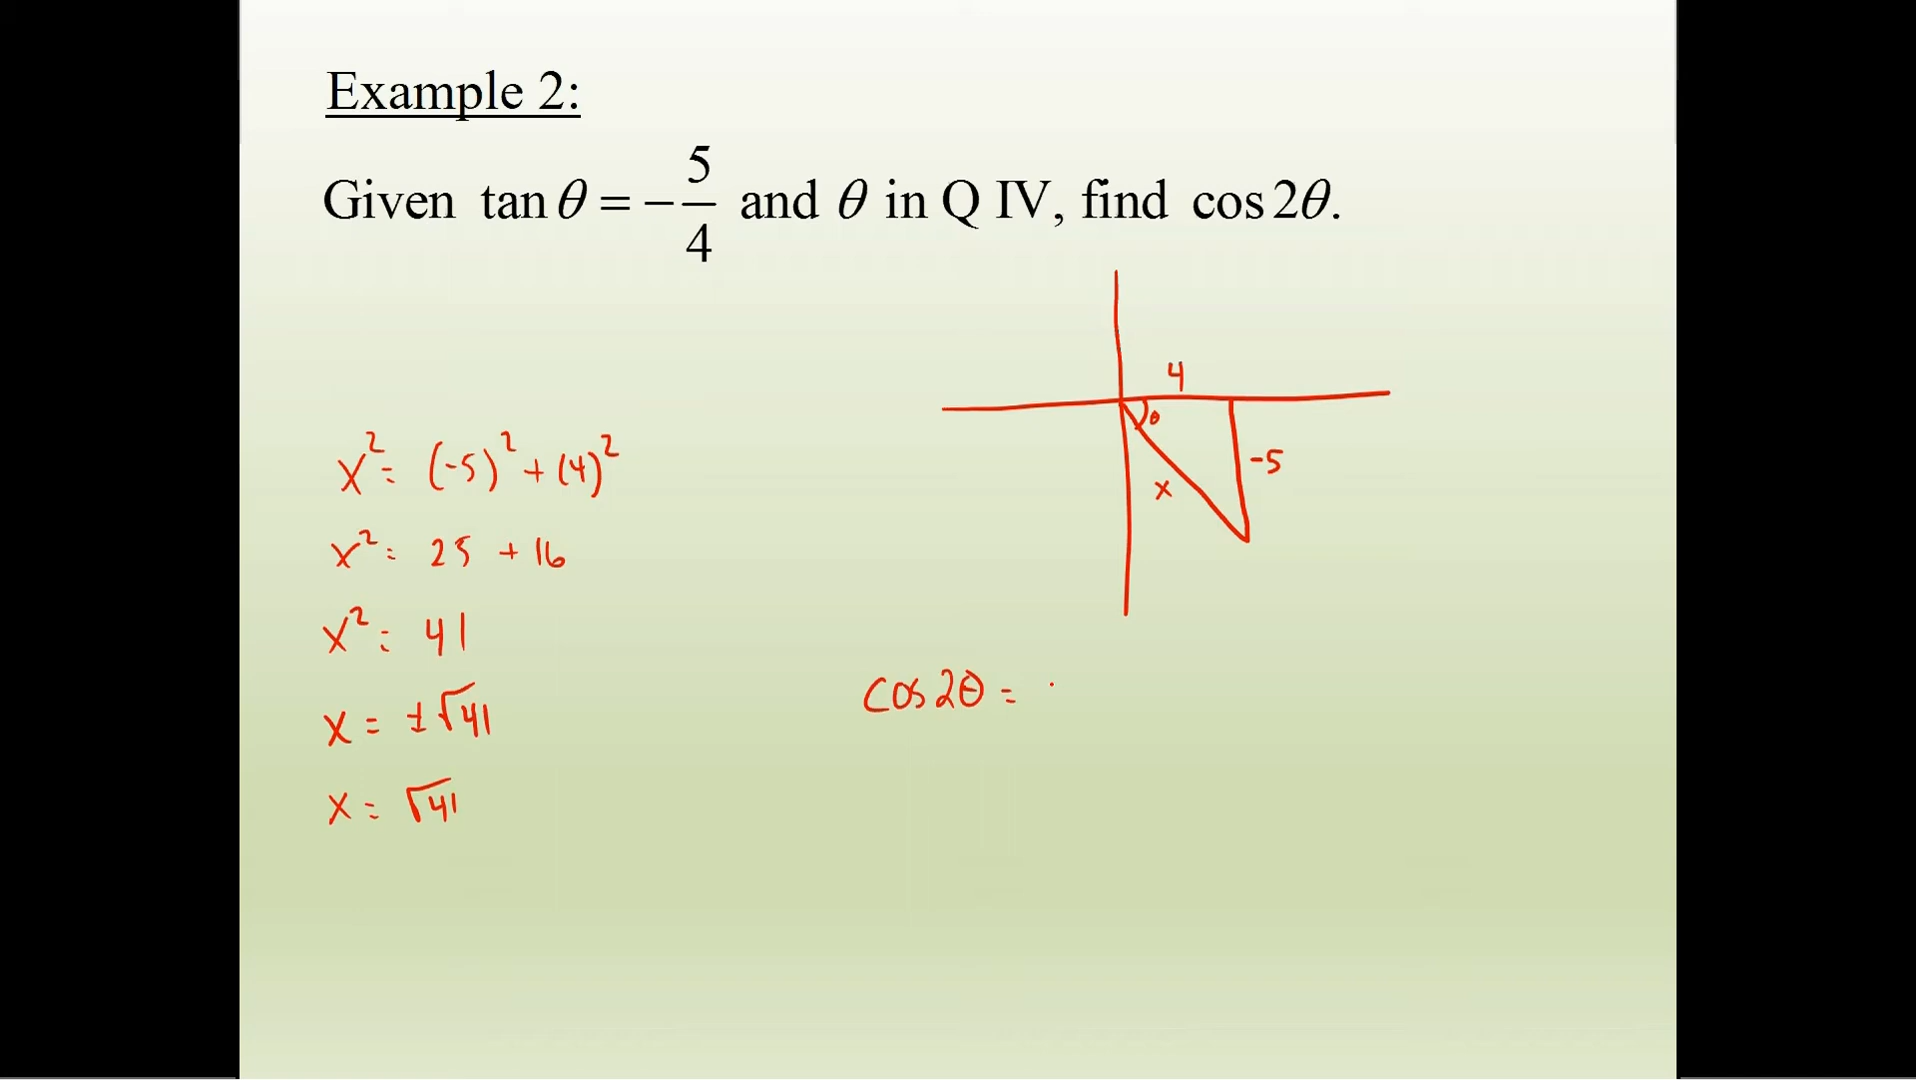 Example 2:
Given tan θ = -5/4 and θ in Q IV, find cos 2θ.
4
θ
-5
x
x² = (-5)² + (4)²
x² = 25 + 16
x² = 41
x = ±√41
x = √41
cos 2θ =